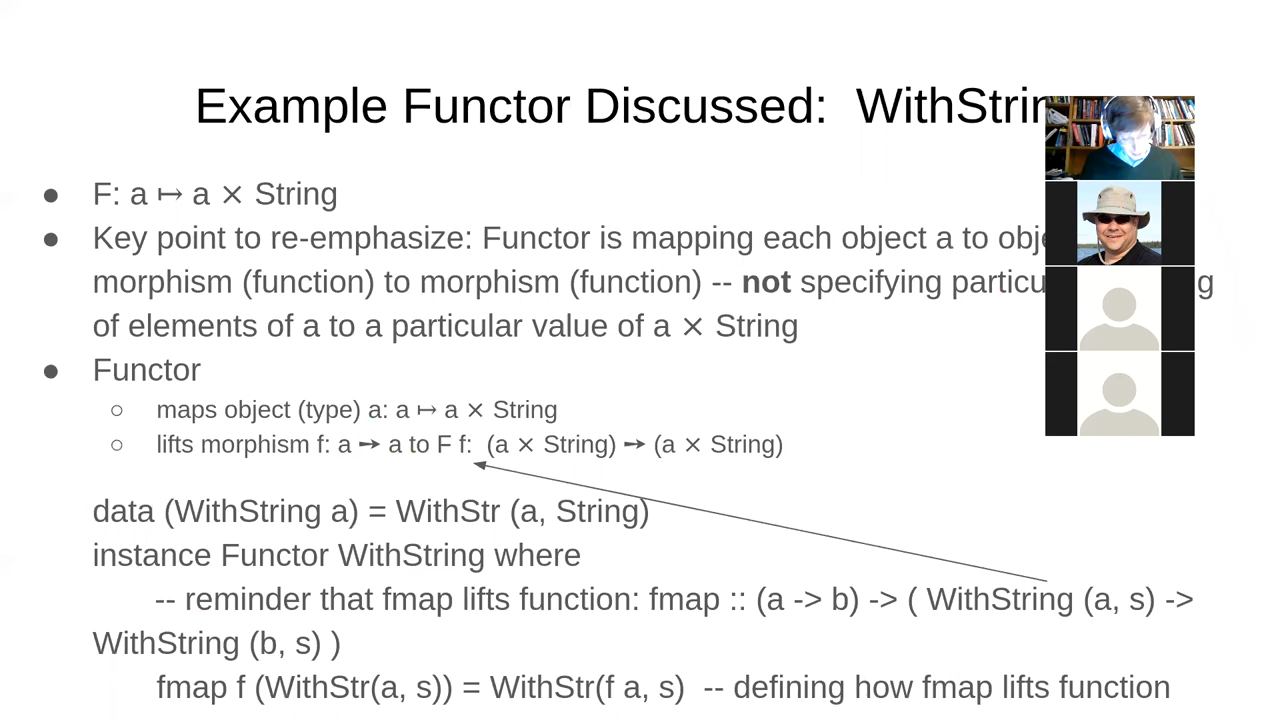 Example Functor Discussed: WithStrin
● F: a ↦ a × String
● Key point to re-emphasize: Functor is mapping each object a to
morphism (function) to morphism (function) -- not specifying g
of elements of a to a particular value of a × String
● Functor
○ maps object (type) a: a ↦ a × String
○ lifts morphism f: a ➙ a to F f: (a × String) ➙ (a × String)
data (WithString a) = WithStr (a, String)
instance Functor WithString where
-- reminder that fmap lifts function: fmap :: (a -> b) -> ( WithString (a, s) ->
WithString (b, s) )
fmap f (WithStr(a, s)) = WithStr(f a, s) -- defining how fmap lifts function